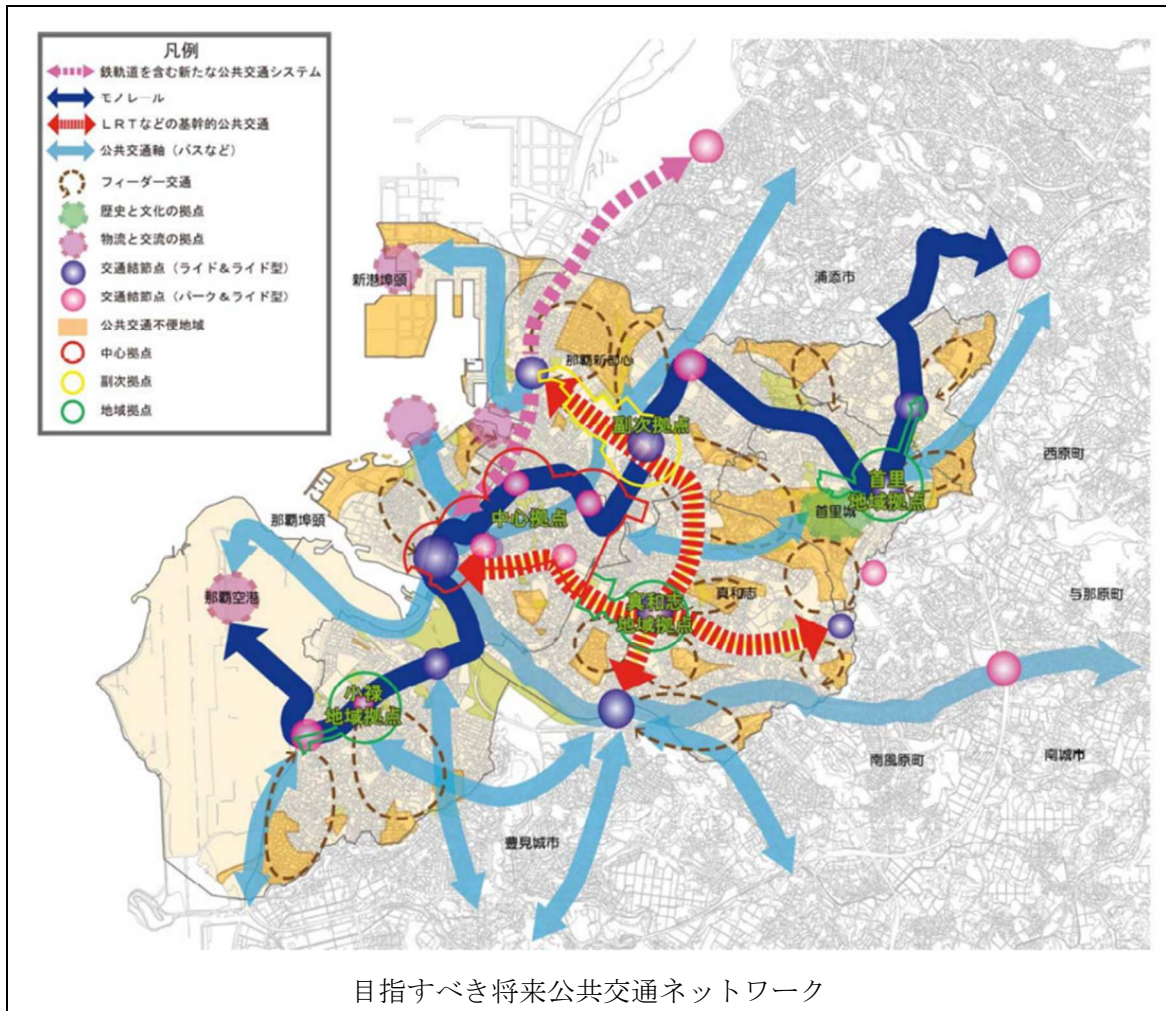 凡例
鉄軌道を含む新たな公共交通システム
モノレール
LRTなどの基幹的公共交通
公共交通軸(バスなど)
フィーダー交通
歴史と文化の拠点
物流と交流の拠点
交通結節点(ライド&ライド型)
交通結節点(パーク&ライド型)
公共交通不便地域
中心拠点
副次拠点
地域拠点
新港埠頭
浦添市
那覇新都心
副次拠点
西原町
首里
地域拠点
首里城
中心拠点
那覇埠頭
那覇空港
真和志
真和志
地域拠点
与那原町
小禄
地域拠点
南風原町
南城市
豊見城市
目指すべき将来公共交通ネットワーク